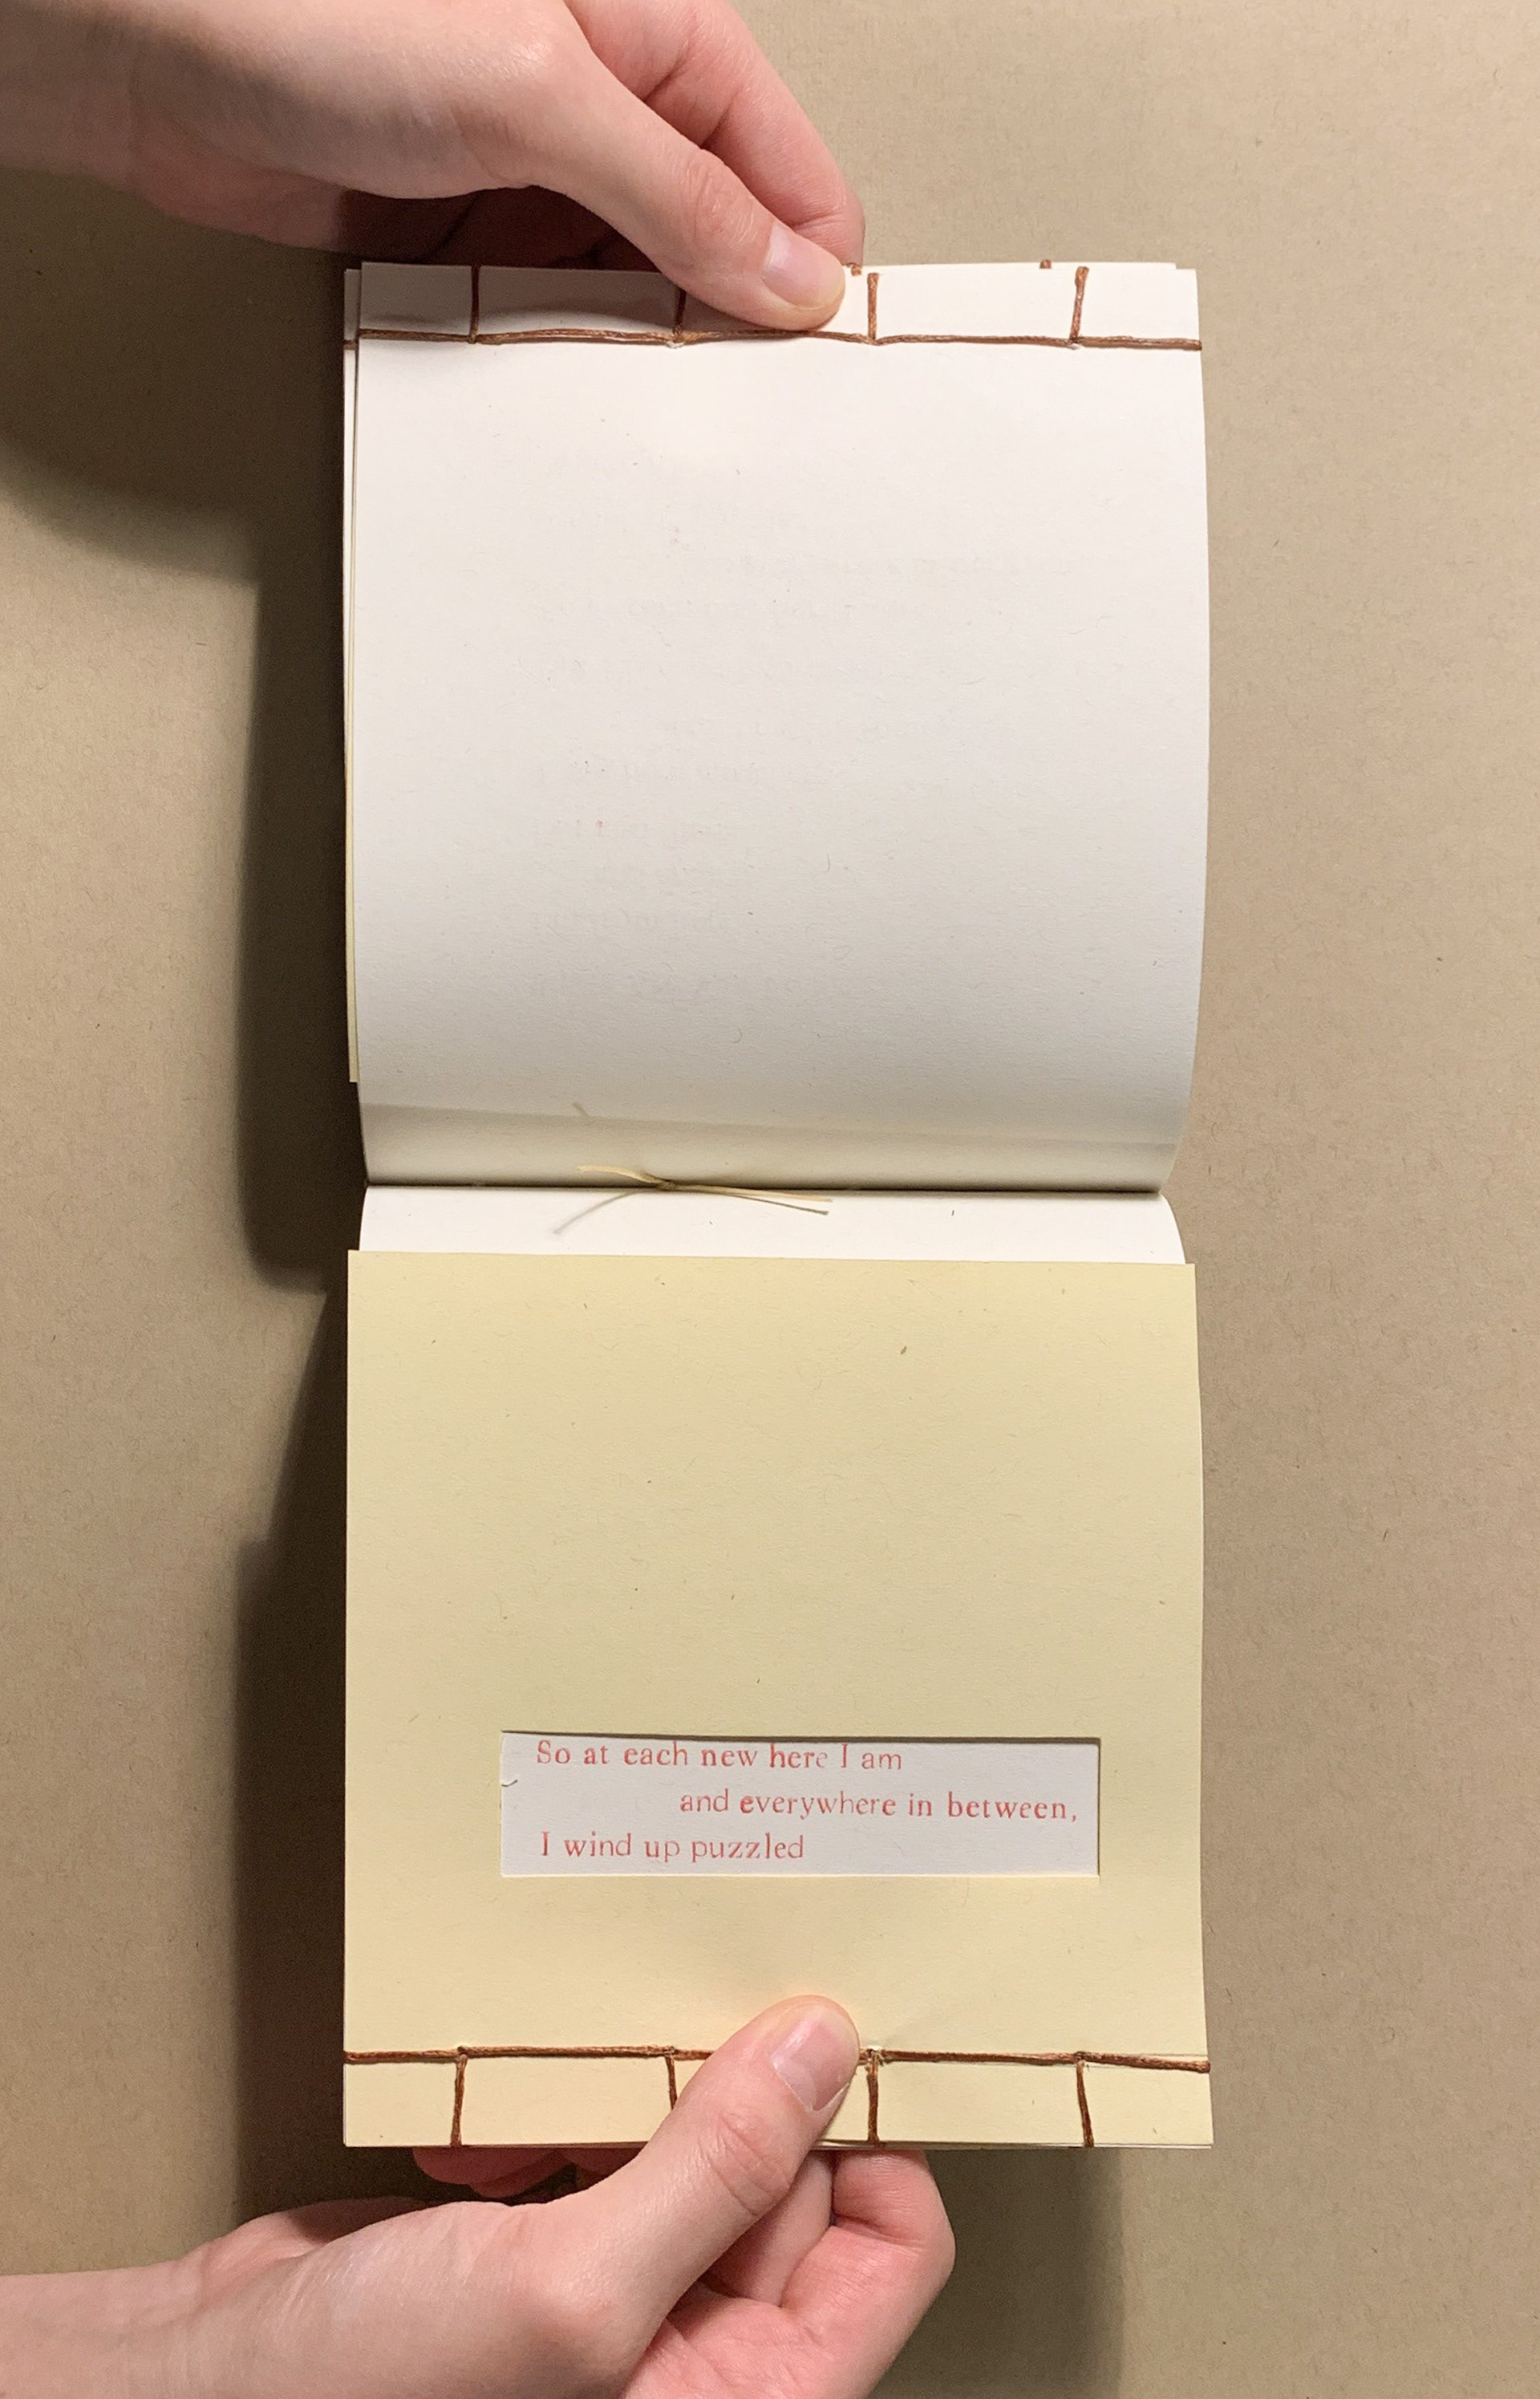 So at each new here I am
and everywhere in between,
I wind up puzzled